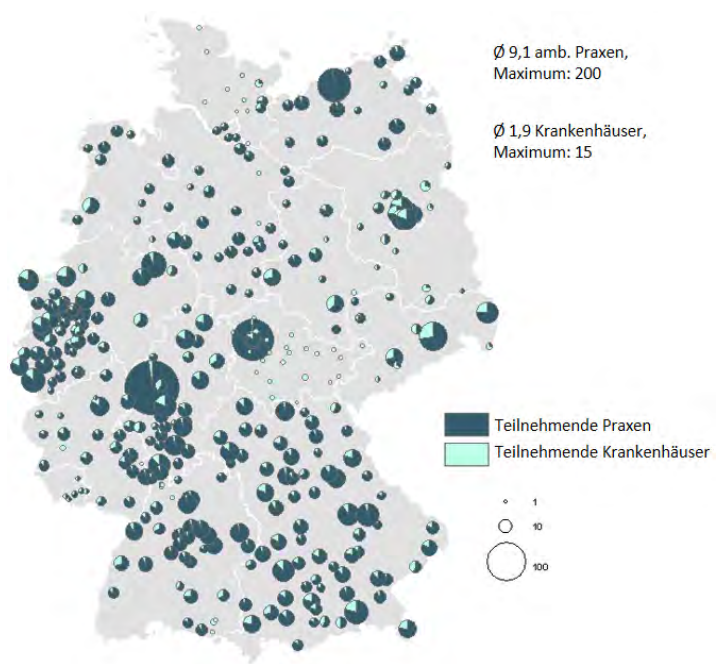 Ø 9,1 amb. Praxen,
Maximum: 200
Ø 1,9 Krankenhäuser,
Maximum: 15
Teilnehmende Praxen
Teilnehmende Krankenhäuser
1
10
100